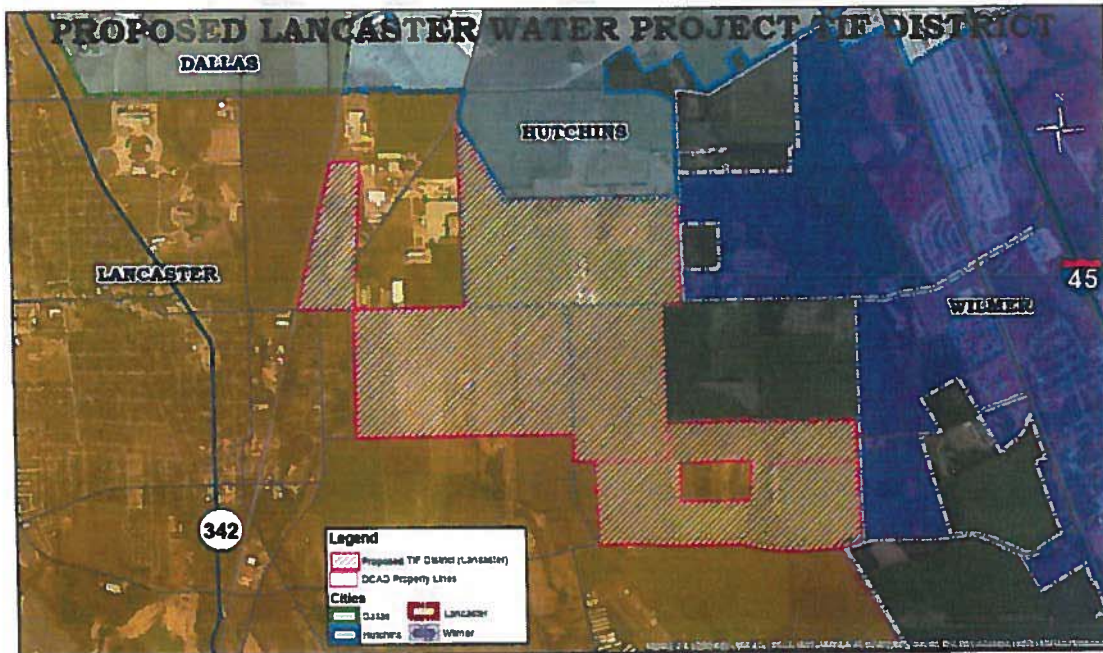 PROPOSED LANCASTER WATER PROJECT TIF DISTRICT
DALLAS
HUTCHINS
LANCASTER
45
WILMER
342
Legend
Proposed TIF District (Lancaster)
DCAD Property Lines
Cities
Dallas
Lancaster
Hutchins
Wilmer